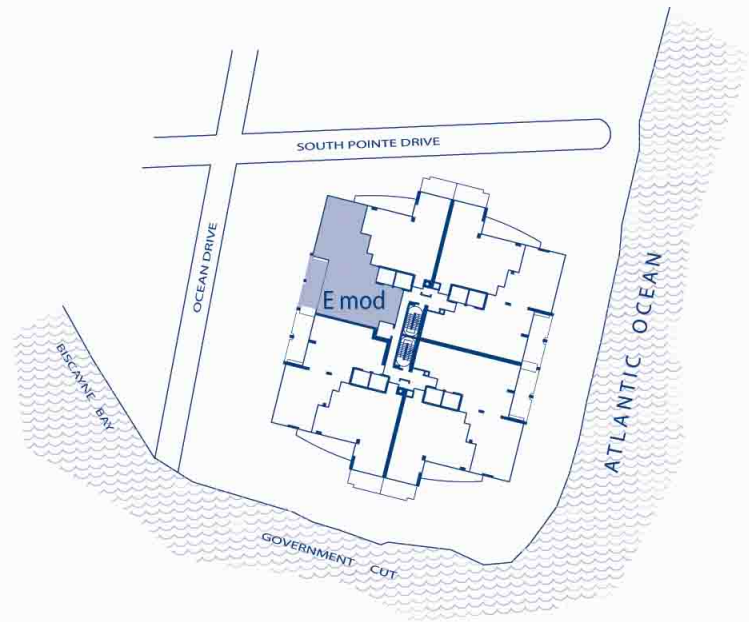 SOUTH POINTE DRIVE
OCEAN DRIVE
E mod
ATLANTIC OCEAN
BISCAYNE BAY
GOVERNMENT CUT